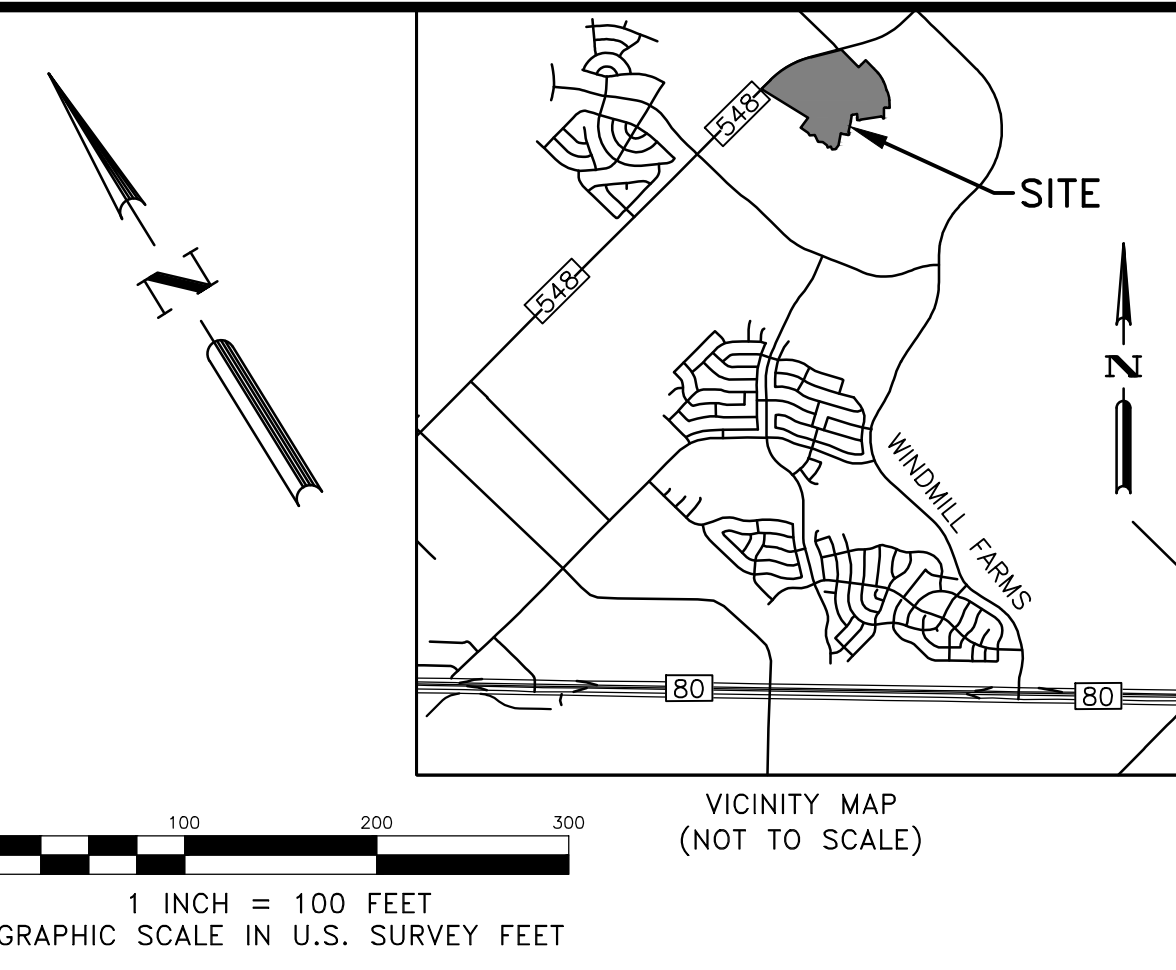 548
SITE
548
N
N
WINDMILL FARMS
80
80
VICINITY MAP
(NOT TO SCALE)
100 200 300
1 INCH = 100 FEET
GRAPHIC SCALE IN U.S. SURVEY FEET